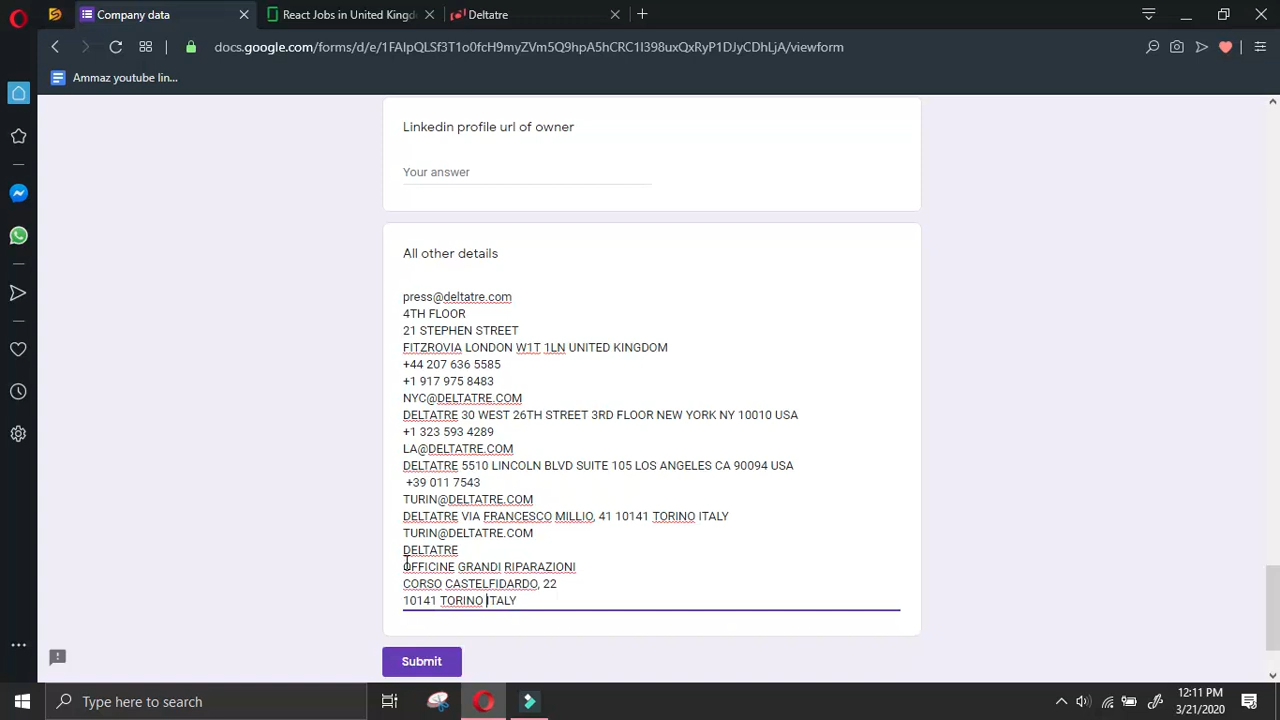 Company data
React Jobs in United Kingd
Deltatre
docs.google.com/forms/d/e/1FAIpQLSf3T1o0fcH9myZVm5Q9hpA5hCRC1I398uxQxRyP1DJyCDhLjA/viewform
Ammaz youtube lin...
Linkedin profile url of owner
Your answer
All other details
press@deltatre.com
4TH FLOOR
21 STEPHEN STREET
FITZROVIA LONDON W1T 1LN UNITED KINGDOM
+44 207 636 5585
+1 917 975 8483
NYC@DELTATRE.COM
DELTATRE 30 WEST 26TH STREET 3RD FLOOR NEW YORK NY 10010 USA
+1 323 593 4289
LA@DELTATRE.COM
DELTATRE 5510 LINCOLN BLVD SUITE 105 LOS ANGELES CA 90094 USA
+39 011 7543
TURIN@DELTATRE.COM
DELTATRE VIA FRANCESCO MILLIO, 41 10141 TORINO ITALY
TURIN@DELTATRE.COM
DELTATRE
OFFICINE GRANDI RIPARAZIONI
CORSO CASTELFIDARDO, 22
10141 TORINO ITALY
Submit
Type here to search
12:11 PM
3/21/2020